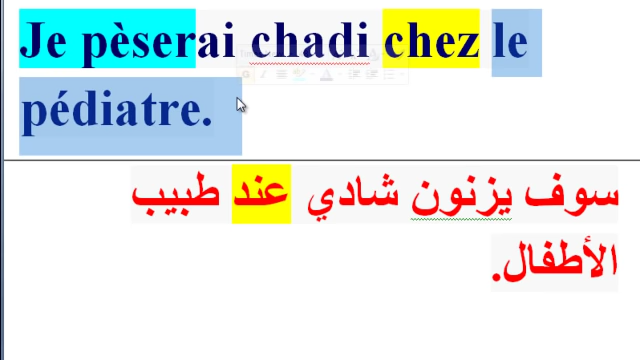 Je pèserai chadi chez le
pédiatre.
سوف يزنون شادي عند طبيب
الأطفال.